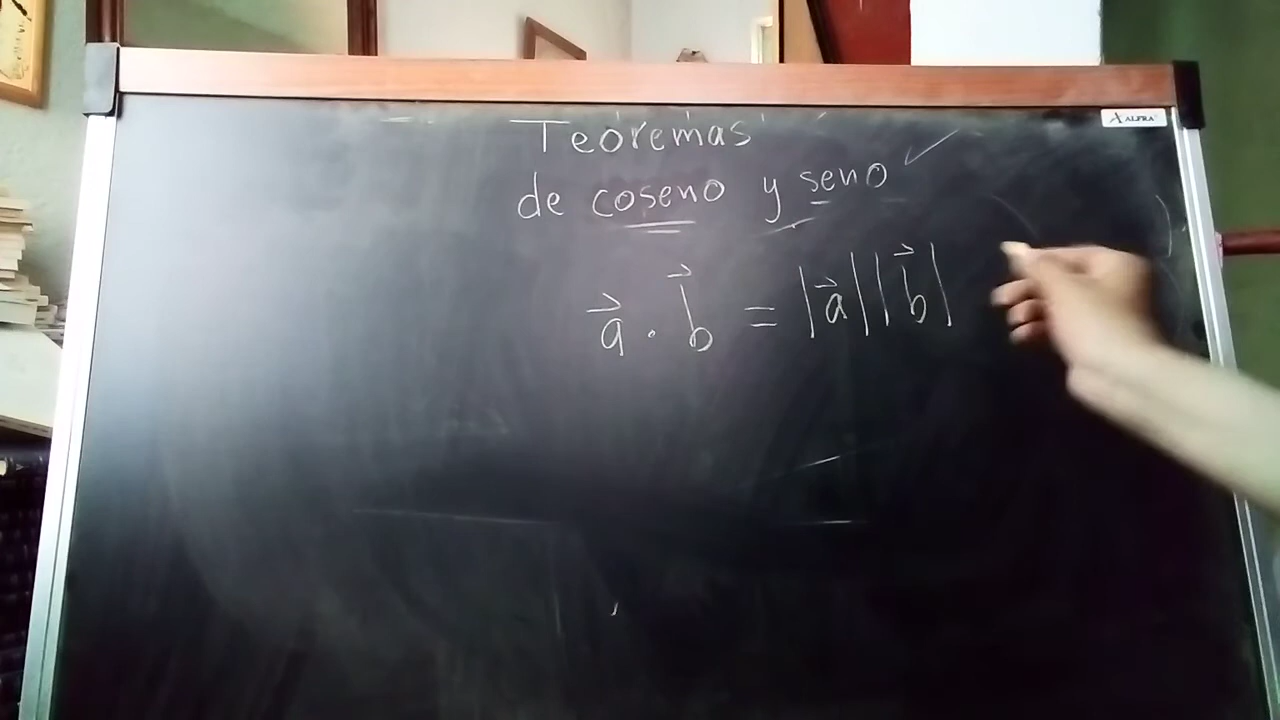 ALFRA
Teoremas
de coseno y seno ✓
a⃗ · b⃗ = |a⃗||b⃗|